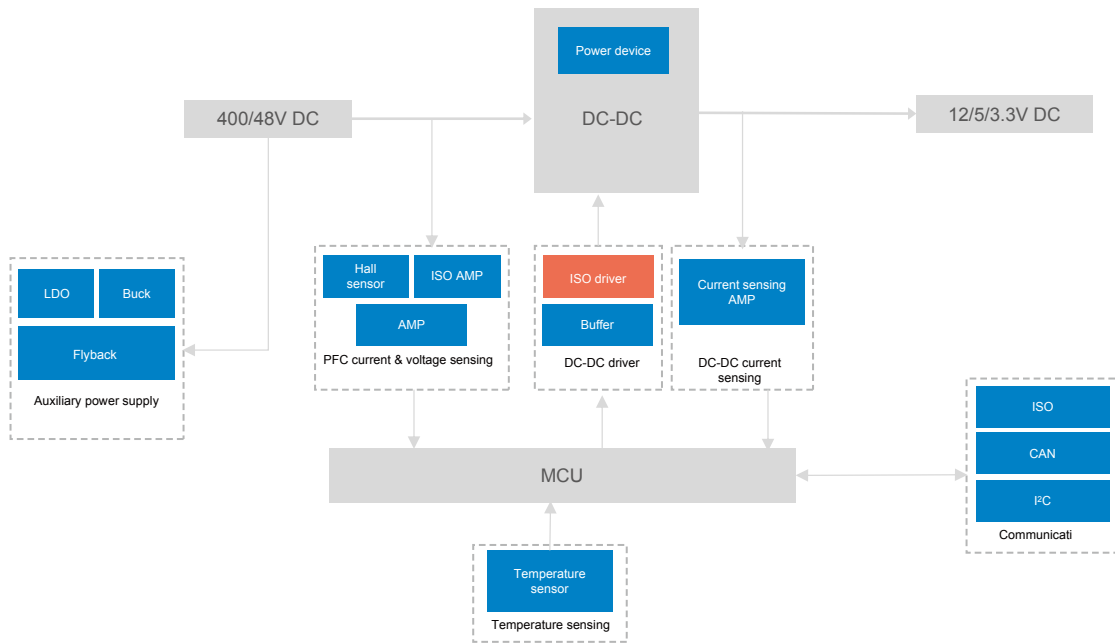 Power device
400/48V DC
DC-DC
12/5/3.3V DC
LDO
Buck
Flyback
Auxiliary power supply
Hall
sensor
ISO AMP
AMP
PFC current & voltage sensing
ISO driver
Buffer
DC-DC driver
Current sensing
AMP
DC-DC current
sensing
MCU
ISO
CAN
I²C
Communicati
Temperature
sensor
Temperature sensing